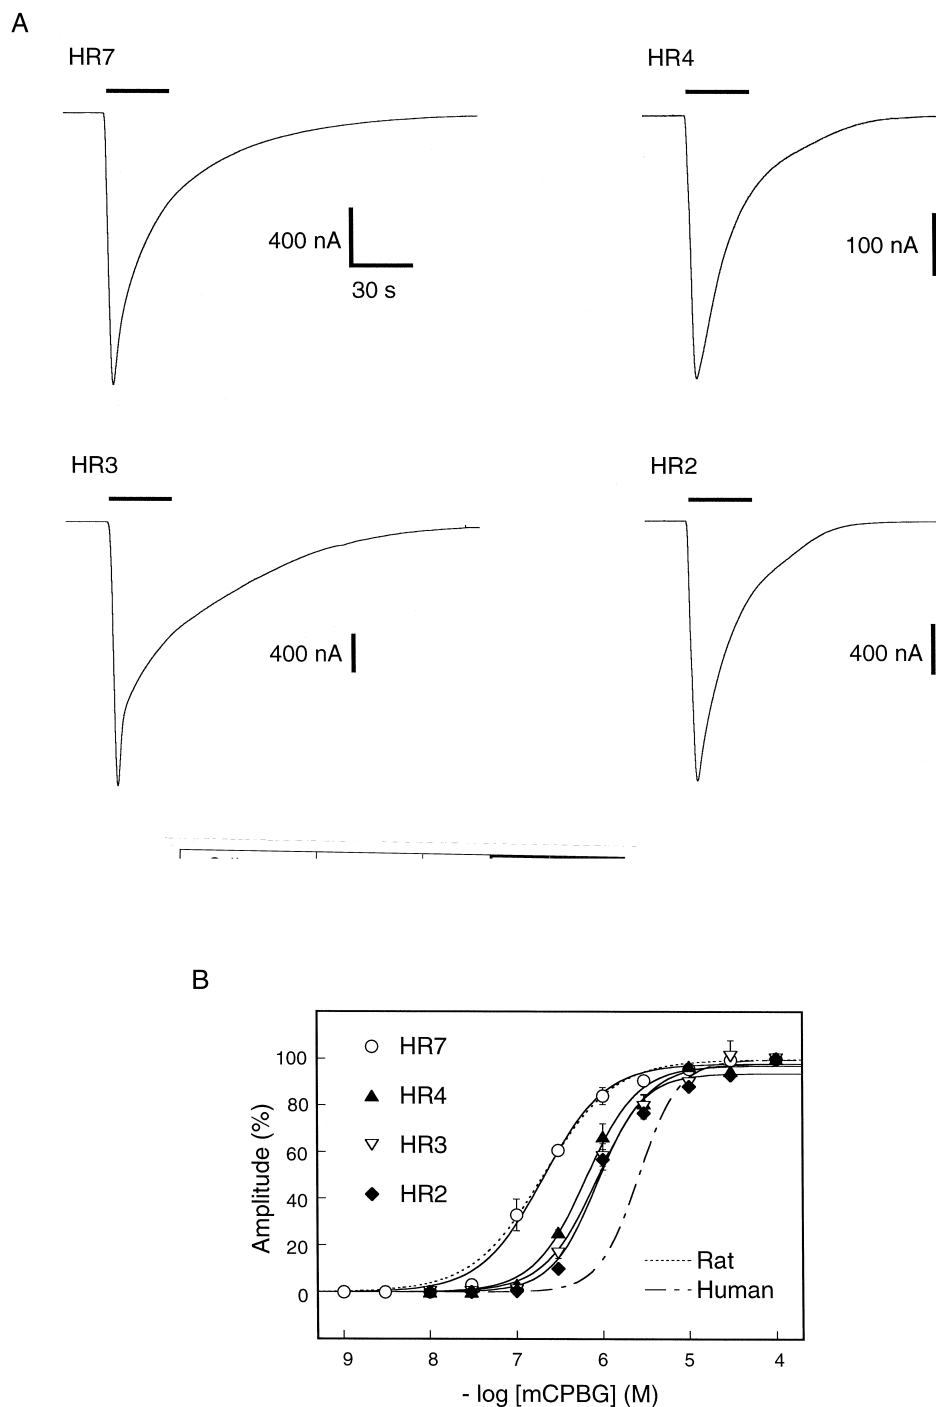 A
HR7
HR4
400 nA
30 s
100 nA
HR3
HR2
400 nA
400 nA
B
HR7
HR4
HR3
HR2
100
80
60
40
20
0
Amplitude (%)
Rat
Human
9 8 7 6 5 4
- log [mCPBG] (M)